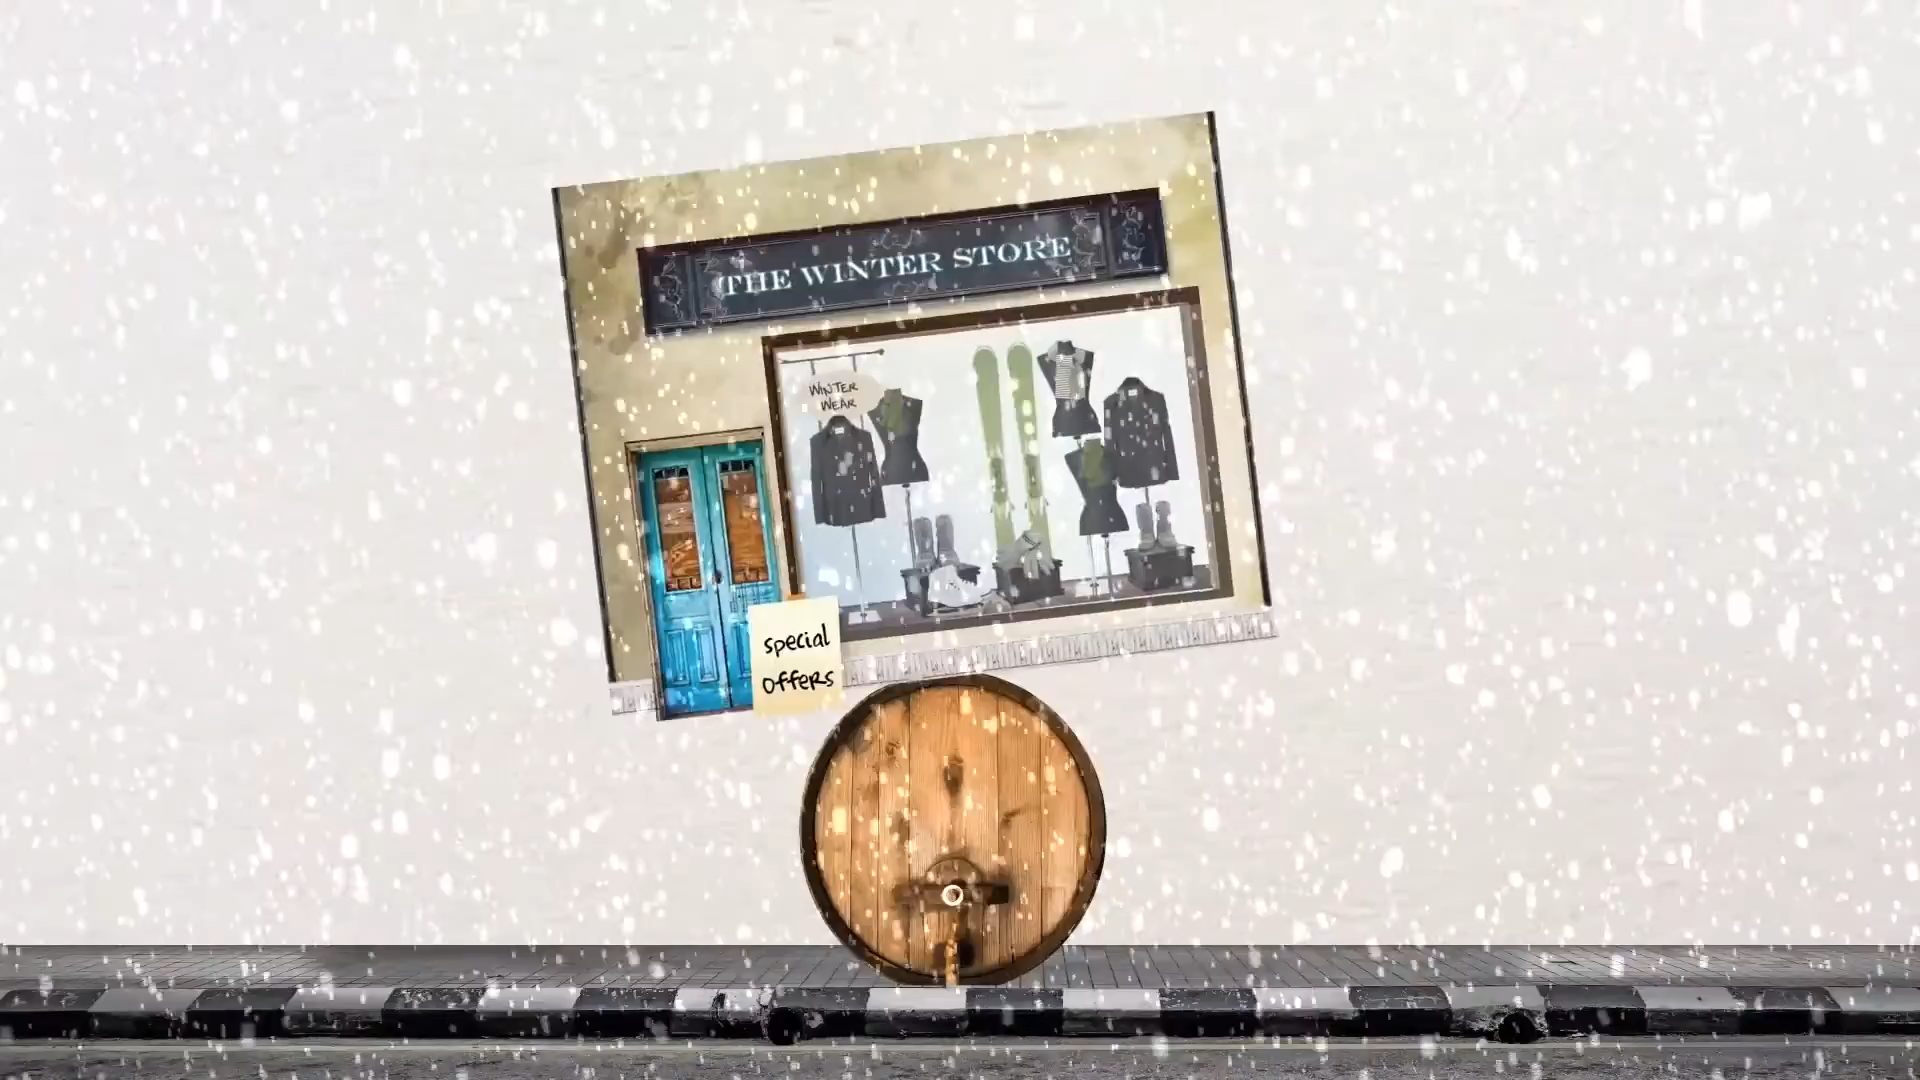 THE WINTER STORE
WINTER
WEAR
special
offers